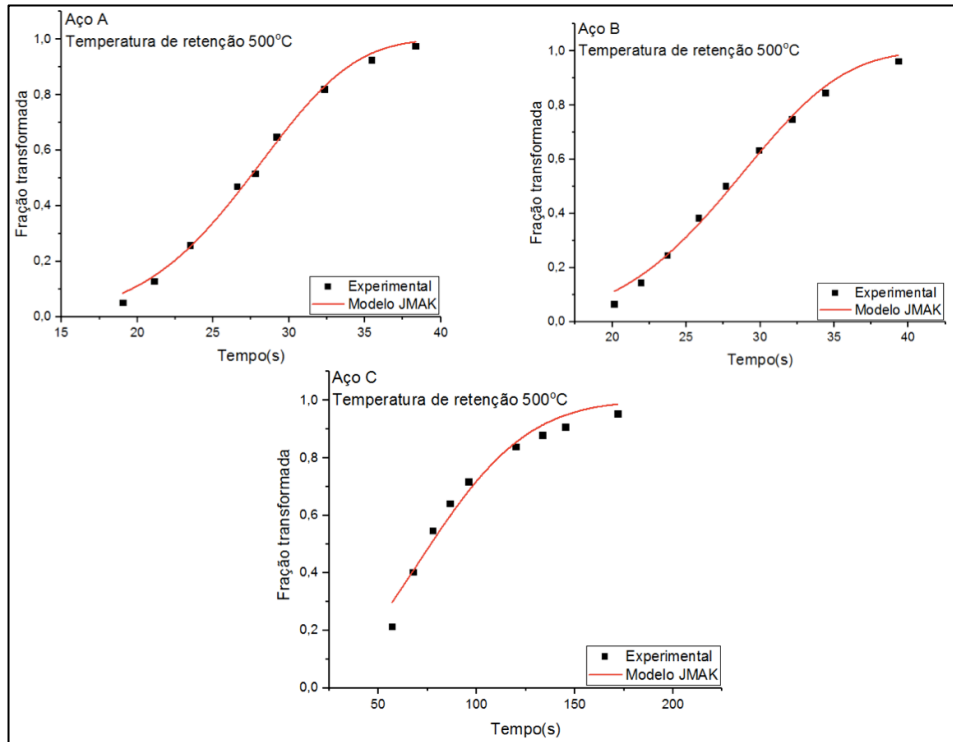 Aço A
Temperatura de retenção 500°C
Fração transformada
1,0
0,8
0,6
0,4
0,2
0,0
15
20
25
30
35
40
Tempo(s)
Experimental
Modelo JMAK
Aço B
Temperatura de retenção 500°C
Fração transformada
1,0
0,8
0,6
0,4
0,2
0,0
20
25
30
35
40
Tempo(s)
Experimental
Modelo JMAK
Aço C
Temperatura de retenção 500°C
Fração transformada
1,0
0,8
0,6
0,4
0,2
0,0
50
100
150
200
Tempo(s)
Experimental
Modelo JMAK